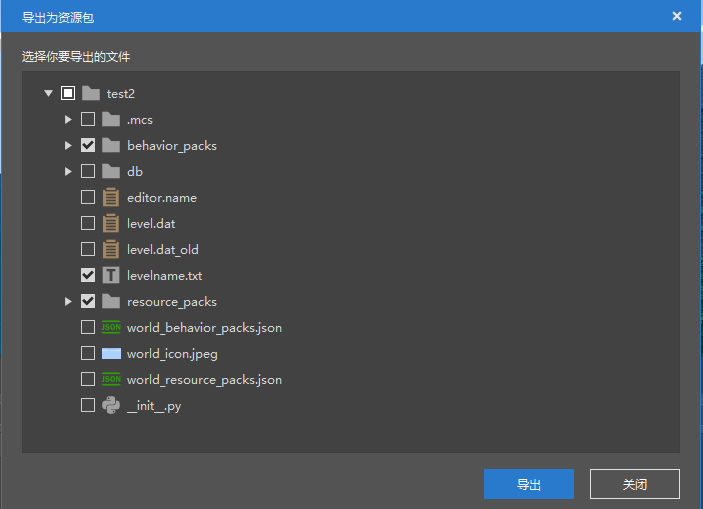 导出为资源包
选择你要导出的文件
test2
.mcs
behavior_packs
db
editor.name
level.dat
level.dat_old
levelname.txt
resource_packs
JSON world_behavior_packs.json
world_icon.jpeg
JSON world_resource_packs.json
__init__.py
导出 关闭